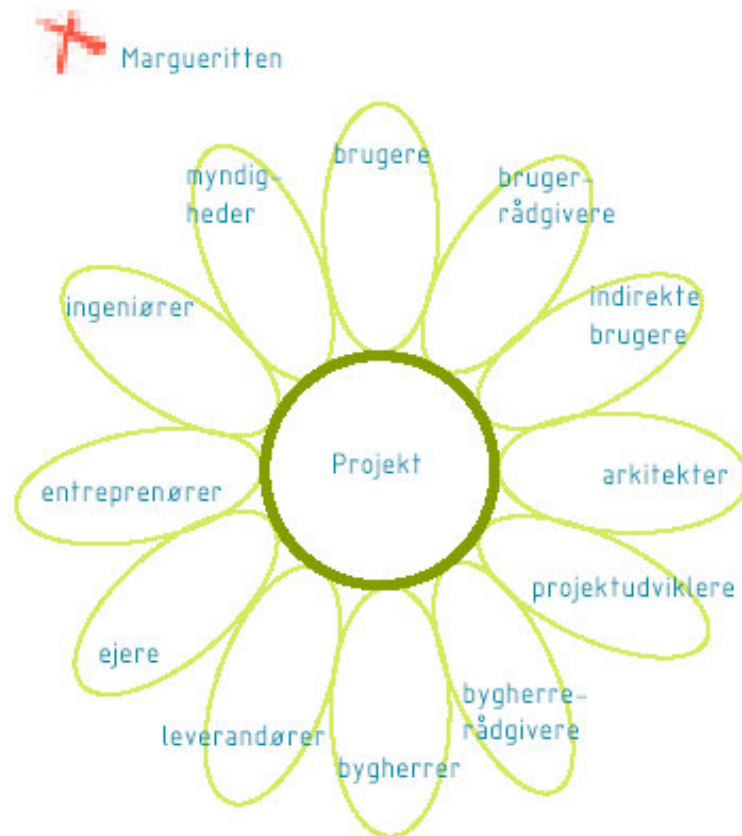 Margueritten
brugere
bruger-
rådgivere
indirekte
brugere
arkitekter
projektudviklere
bygherre-
rådgivere
bygherrer
leverandører
ejere
entreprenører
ingeniører
myndig-
heder
Projekt